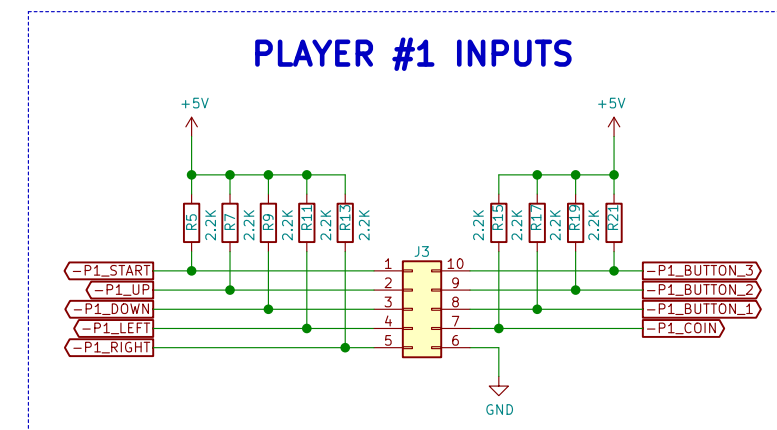 PLAYER #1 INPUTS
+5V
+5V
R5
2.2K
R7
2.2K
R9
2.2K
R11
2.2K
R13
2.2K
2.2K
R15
2.2K
R17
2.2K
R19
2.2K
R21
J3
-P1_START
1
10
-P1_BUTTON_3
-P1_UP
2
9
-P1_BUTTON_2
-P1_DOWN
3
8
-P1_BUTTON_1
-P1_LEFT
4
7
-P1_COIN
-P1_RIGHT
5
6
GND